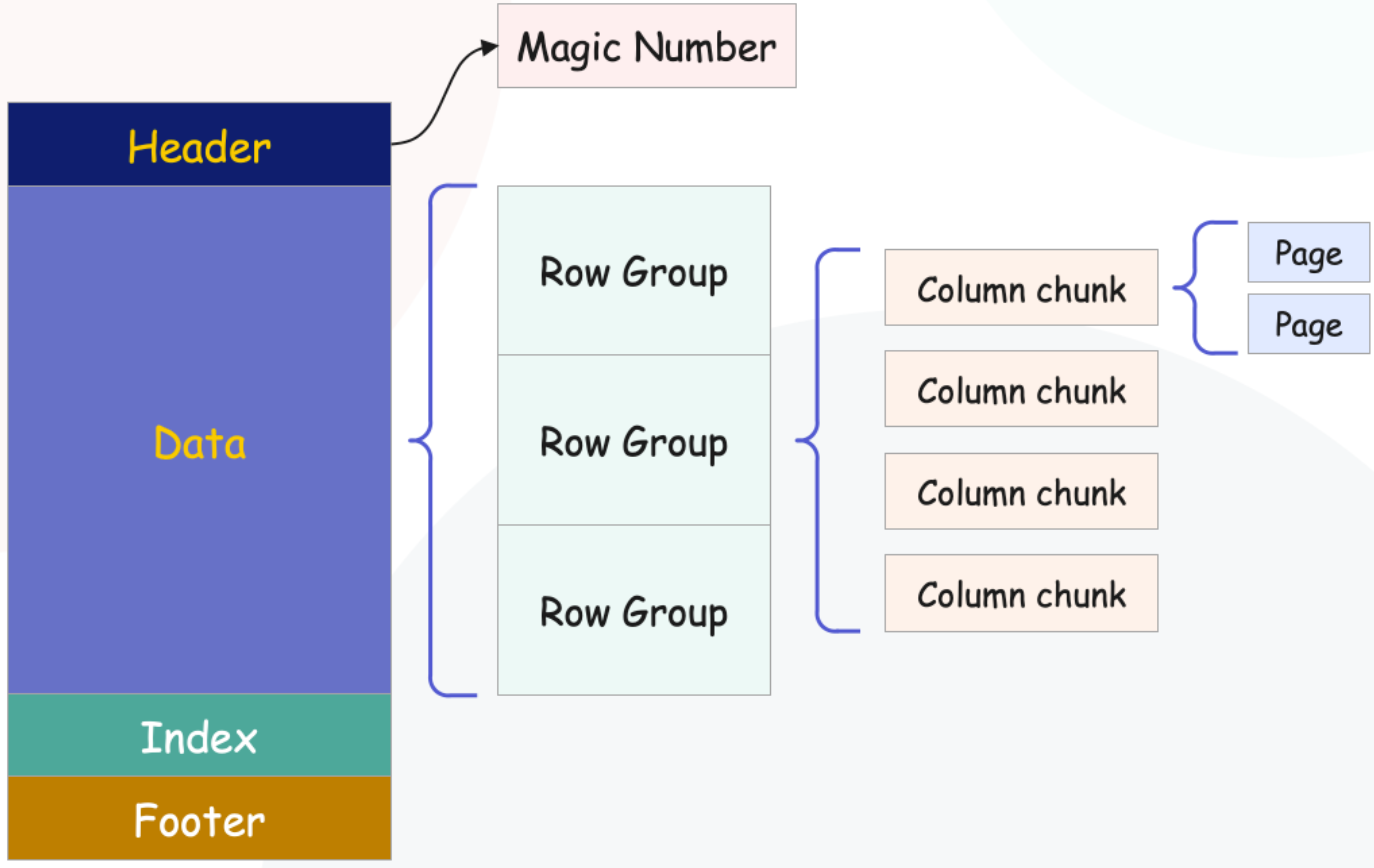 Magic Number
Header
Data
Index
Footer
Row Group
Row Group
Row Group
Column chunk
Column chunk
Column chunk
Column chunk
Page
Page